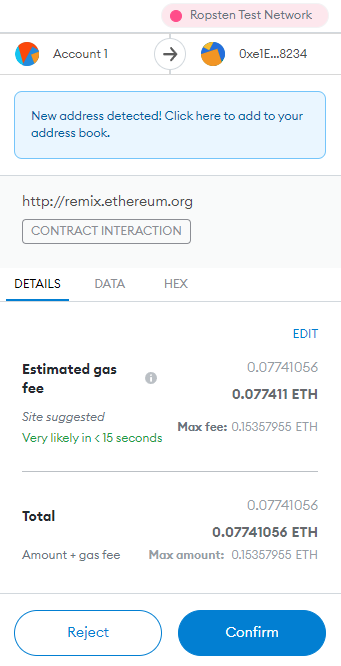 Ropsten Test Network
Account 1
0xe1E...8234
New address detected! Click here to add to your
address book.
http://remix.ethereum.org
CONTRACT INTERACTION
DETAILS DATA HEX
EDIT
Estimated gas
fee
0.07741056
0.077411 ETH
Site suggested
Very likely in < 15 seconds
Max fee: 0.15357955 ETH
Total
0.07741056
0.07741056 ETH
Amount + gas fee
Max amount: 0.15357955 ETH
Reject Confirm